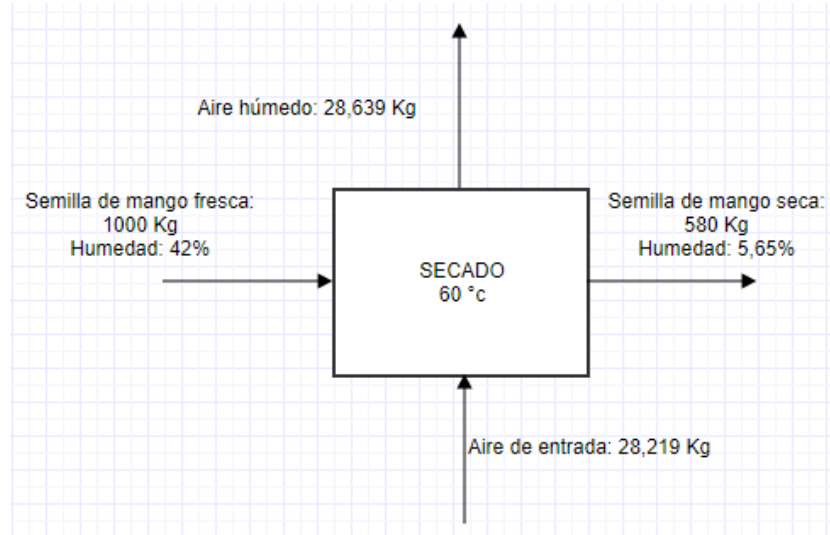 Aire húmedo: 28,639 Kg
Semilla de mango fresca:
1000 Kg
Humedad: 42%
SECADO
60 °c
Semilla de mango seca:
580 Kg
Humedad: 5,65%
Aire de entrada: 28,219 Kg